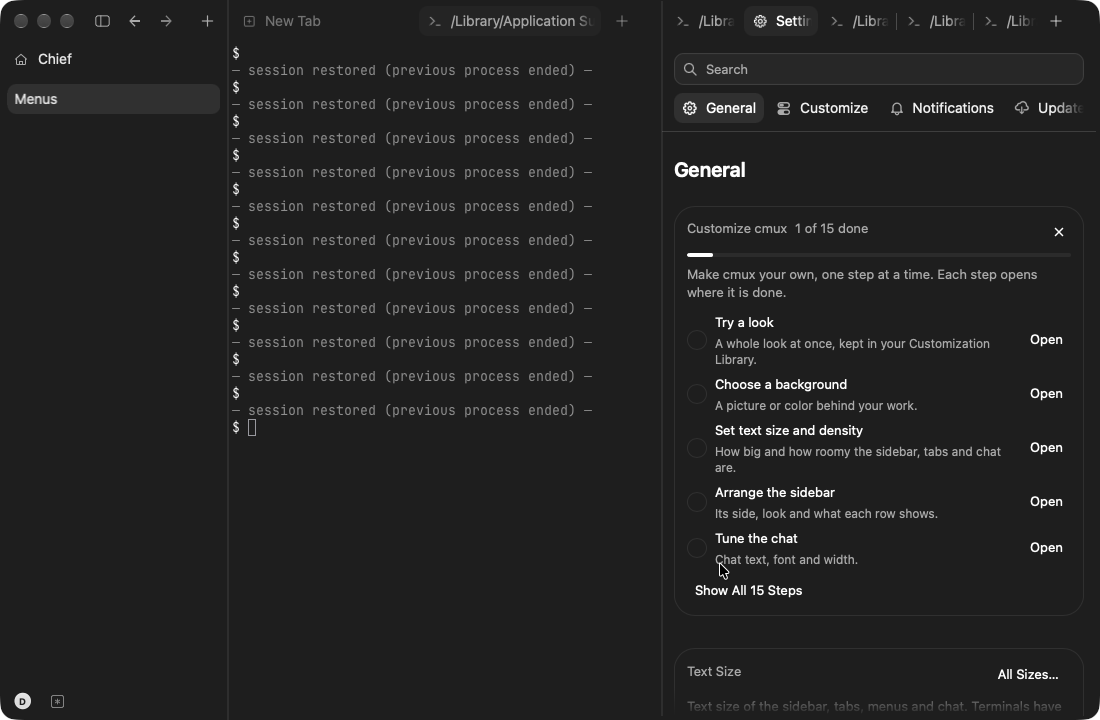 New Tab
/Library/Application Su
/Libra
Settin
/Libra
/Libra
/Libr
Chief
Menus
$
— session restored (previous process ended) —
$
— session restored (previous process ended) —
$
— session restored (previous process ended) —
$
— session restored (previous process ended) —
$
— session restored (previous process ended) —
$
— session restored (previous process ended) —
$
— session restored (previous process ended) —
$
— session restored (previous process ended) —
$
— session restored (previous process ended) —
$
— session restored (previous process ended) —
$
— session restored (previous process ended) —
$
D
Search
General
Customize
Notifications
Update
General
Customize cmux 1 of 15 done
Make cmux your own, one step at a time. Each step opens
where it is done.
Try a look
A whole look at once, kept in your Customization
Library.
Open
Choose a background
A picture or color behind your work.
Open
Set text size and density
How big and how roomy the sidebar, tabs and chat
are.
Open
Arrange the sidebar
Its side, look and what each row shows.
Open
Tune the chat
Chat text, font and width.
Open
Show All 15 Steps
Text Size
All Sizes...
Text size of the sidebar, tabs, menus and chat. Terminals have